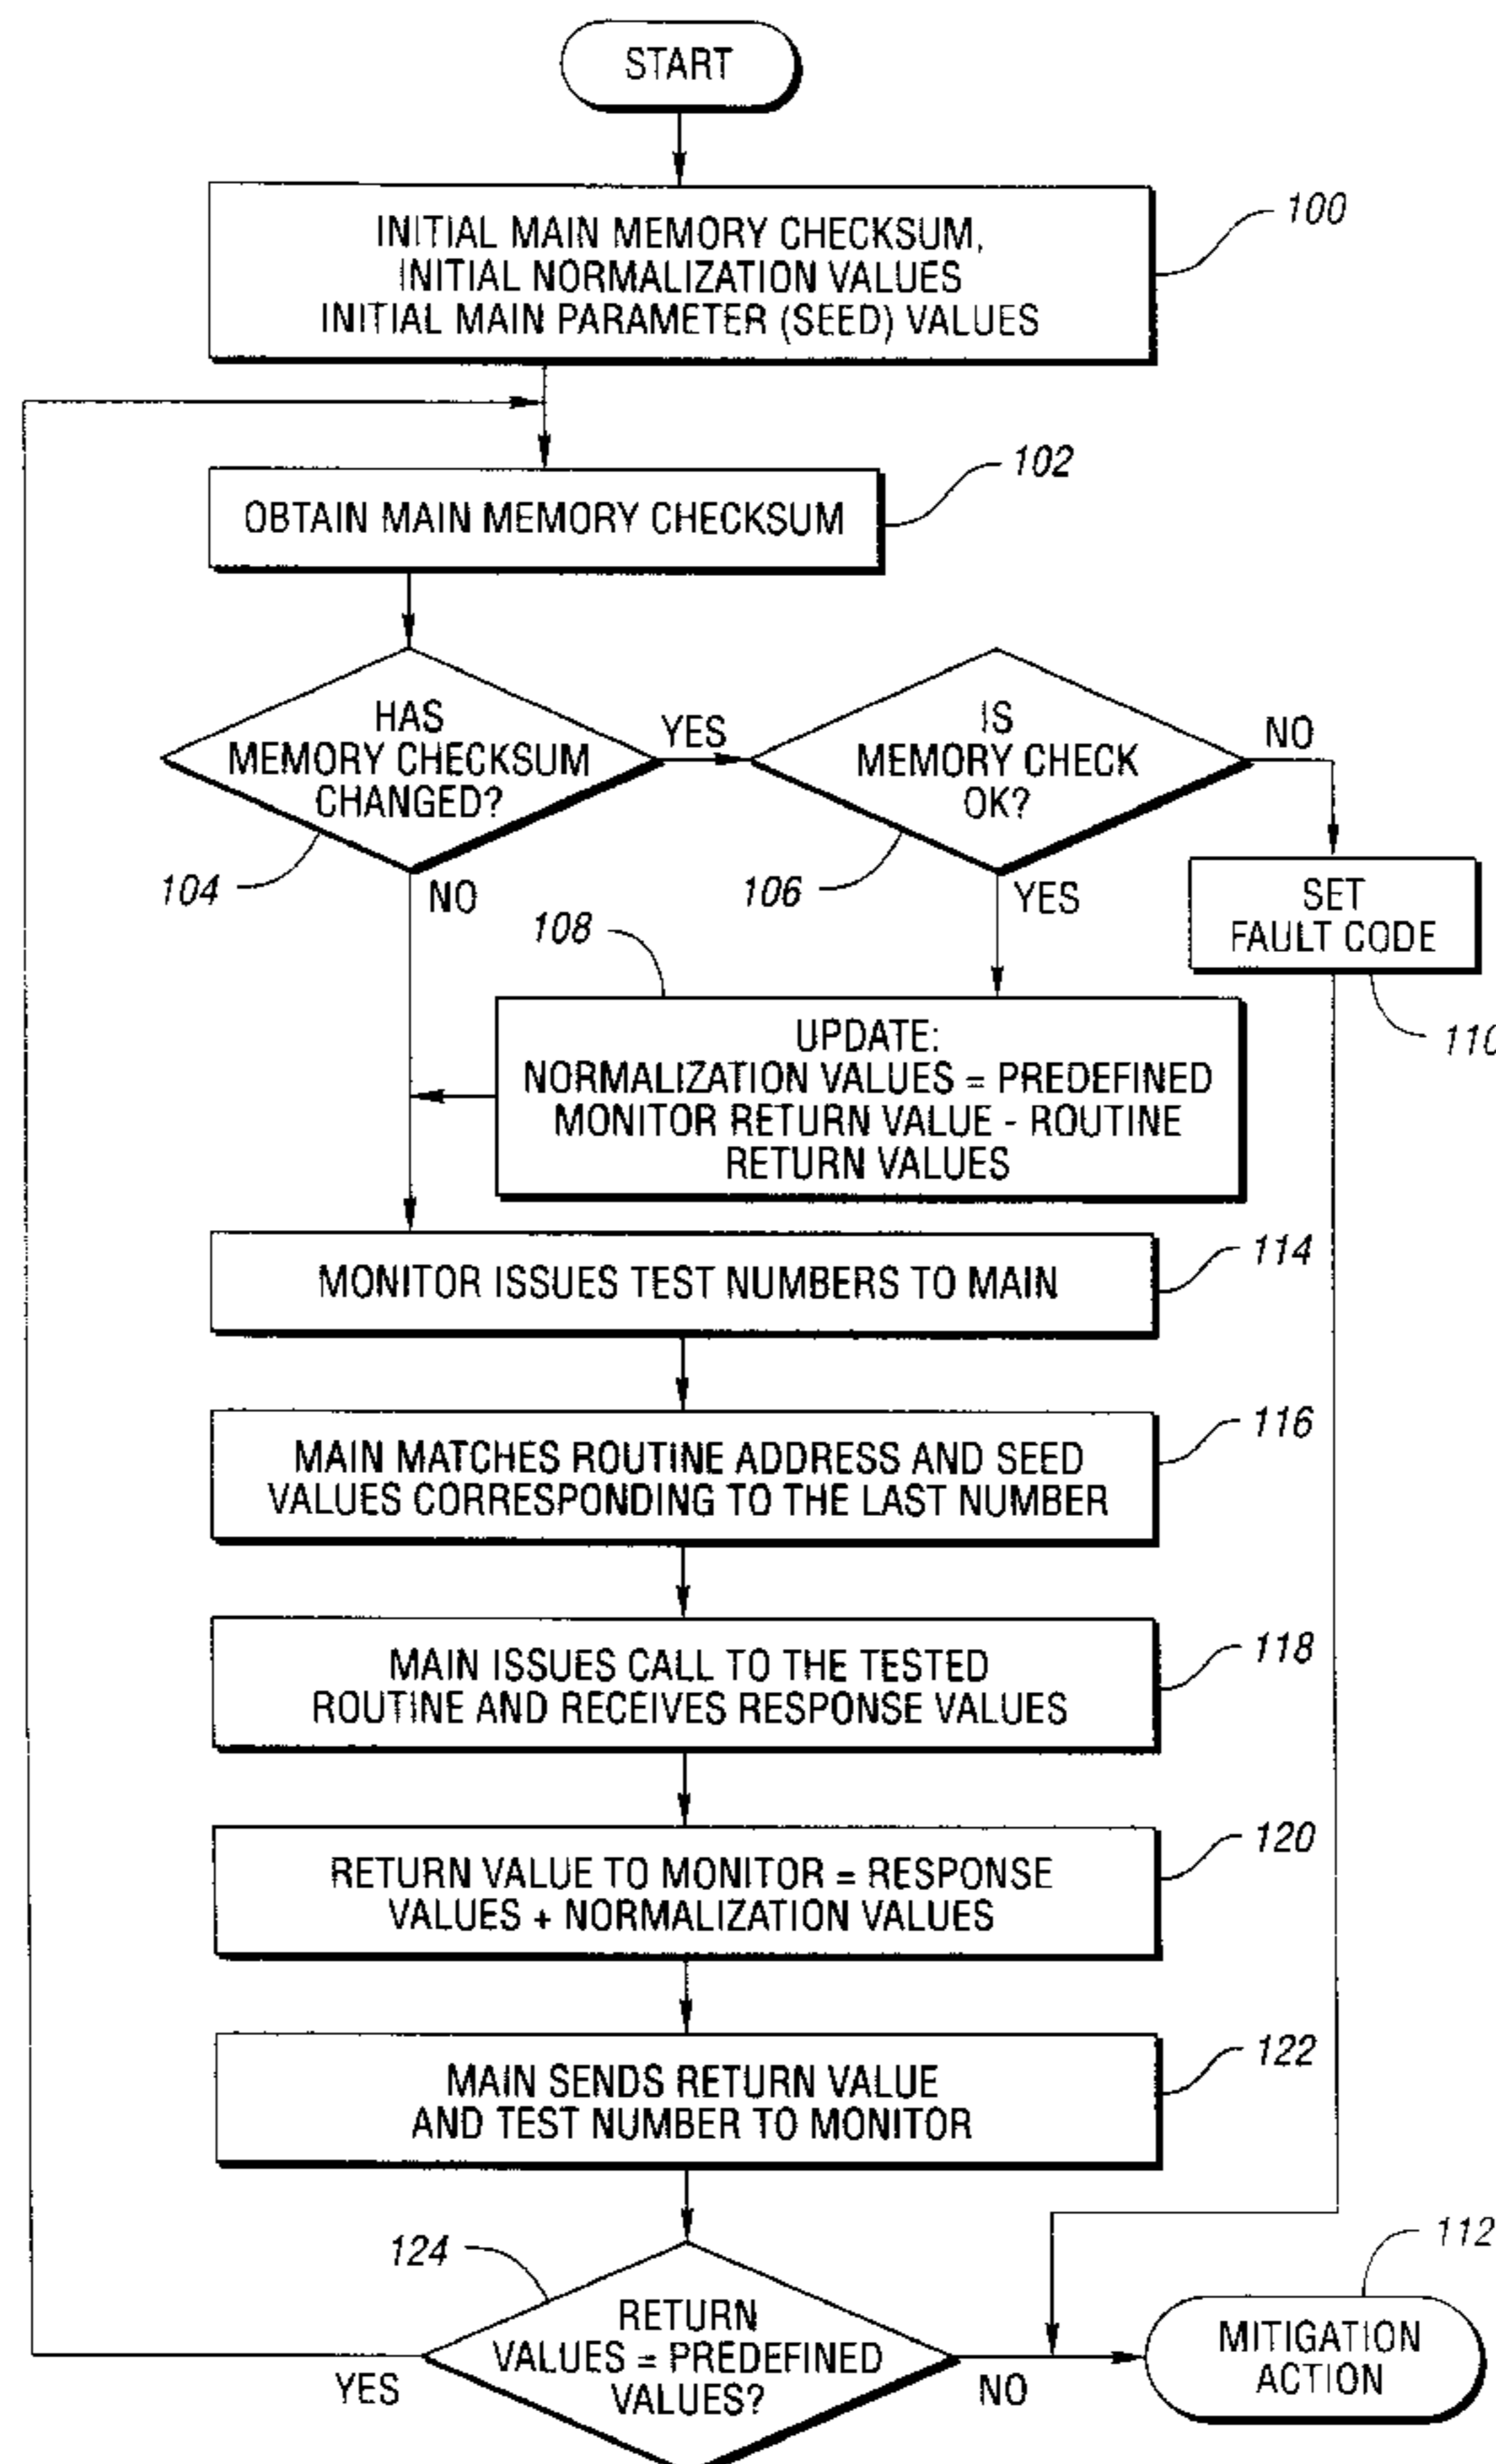 START
INITIAL MAIN MEMORY CHECKSUM,
INITIAL NORMALIZATION VALUES
INITIAL MAIN PARAMETER (SEED) VALUES
100
OBTAIN MAIN MEMORY CHECKSUM
102
HAS
MEMORY CHECKSUM
CHANGED?
YES
104
NO
IS
MEMORY CHECK
OK?
NO
106
YES
SET
FAULT CODE
110
108
UPDATE:
NORMALIZATION VALUES = PREDEFINED
MONITOR RETURN VALUE - ROUTINE
RETURN VALUES
MONITOR ISSUES TEST NUMBERS TO MAIN
114
MAIN MATCHES ROUTINE ADDRESS AND SEED
VALUES CORRESPONDING TO THE LAST NUMBER
116
MAIN ISSUES CALL TO THE TESTED
ROUTINE AND RECEIVES RESPONSE VALUES
118
RETURN VALUE TO MONITOR = RESPONSE
VALUES + NORMALIZATION VALUES
120
MAIN SENDS RETURN VALUE
AND TEST NUMBER TO MONITOR
122
124
RETURN
VALUES = PREDEFINED
VALUES?
YES
NO
112
MITIGATION
ACTION